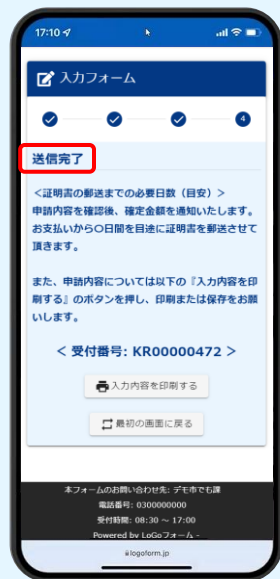 17:10
入力フォーム
4
送信完了
＜証明書の郵送までの必要日数（目安）＞
申請内容を確認後、確定金額を通知いたします。
お支払いから〇日間を目途に証明書を郵送させて
頂きます。
また、申請内容については以下の『入力内容を印
刷する』のボタンを押し、印刷または保存をお願
いします。
＜ 受付番号: KR00000472 ＞
入力内容を印刷する
最初の画面に戻る
本フォームのお問い合わせ先: デモ市でも課
電話番号: 0300000000
受付時間: 08:30 ～ 17:00
Powered by LoGoフォーム -
logoform.jp